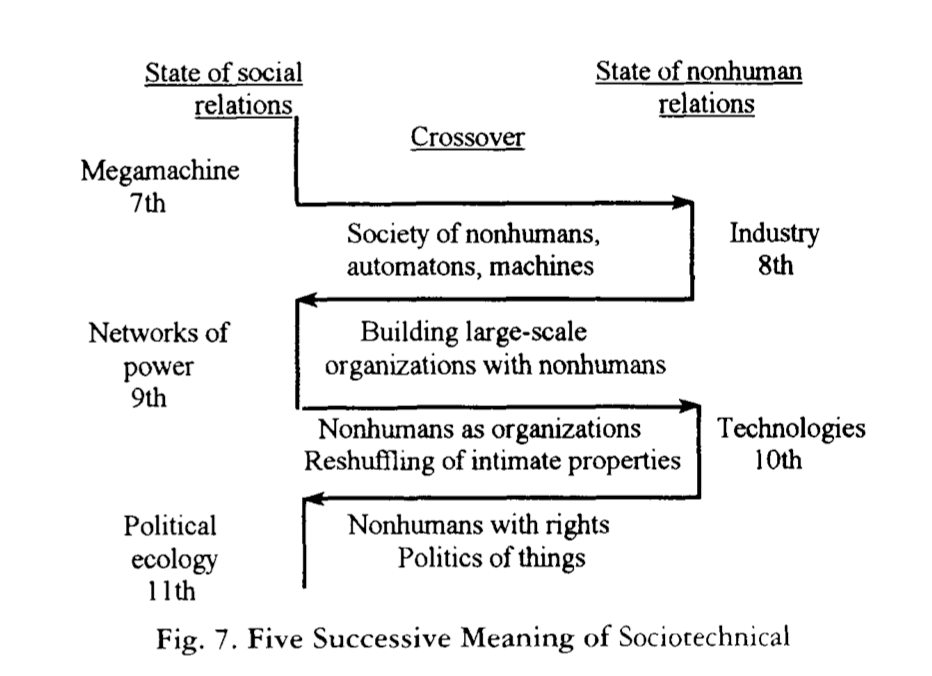 State of social
relations
State of nonhuman
relations
Crossover
Megamachine
7th
Society of nonhumans,
automatons, machines
Industry
8th
Networks of
power
9th
Building large-scale
organizations with nonhumans
Nonhumans as organizations
Reshuffling of intimate properties
Technologies
10th
Political
ecology
11th
Nonhumans with rights
Politics of things
Fig. 7. Five Successive Meaning of Sociotechnical